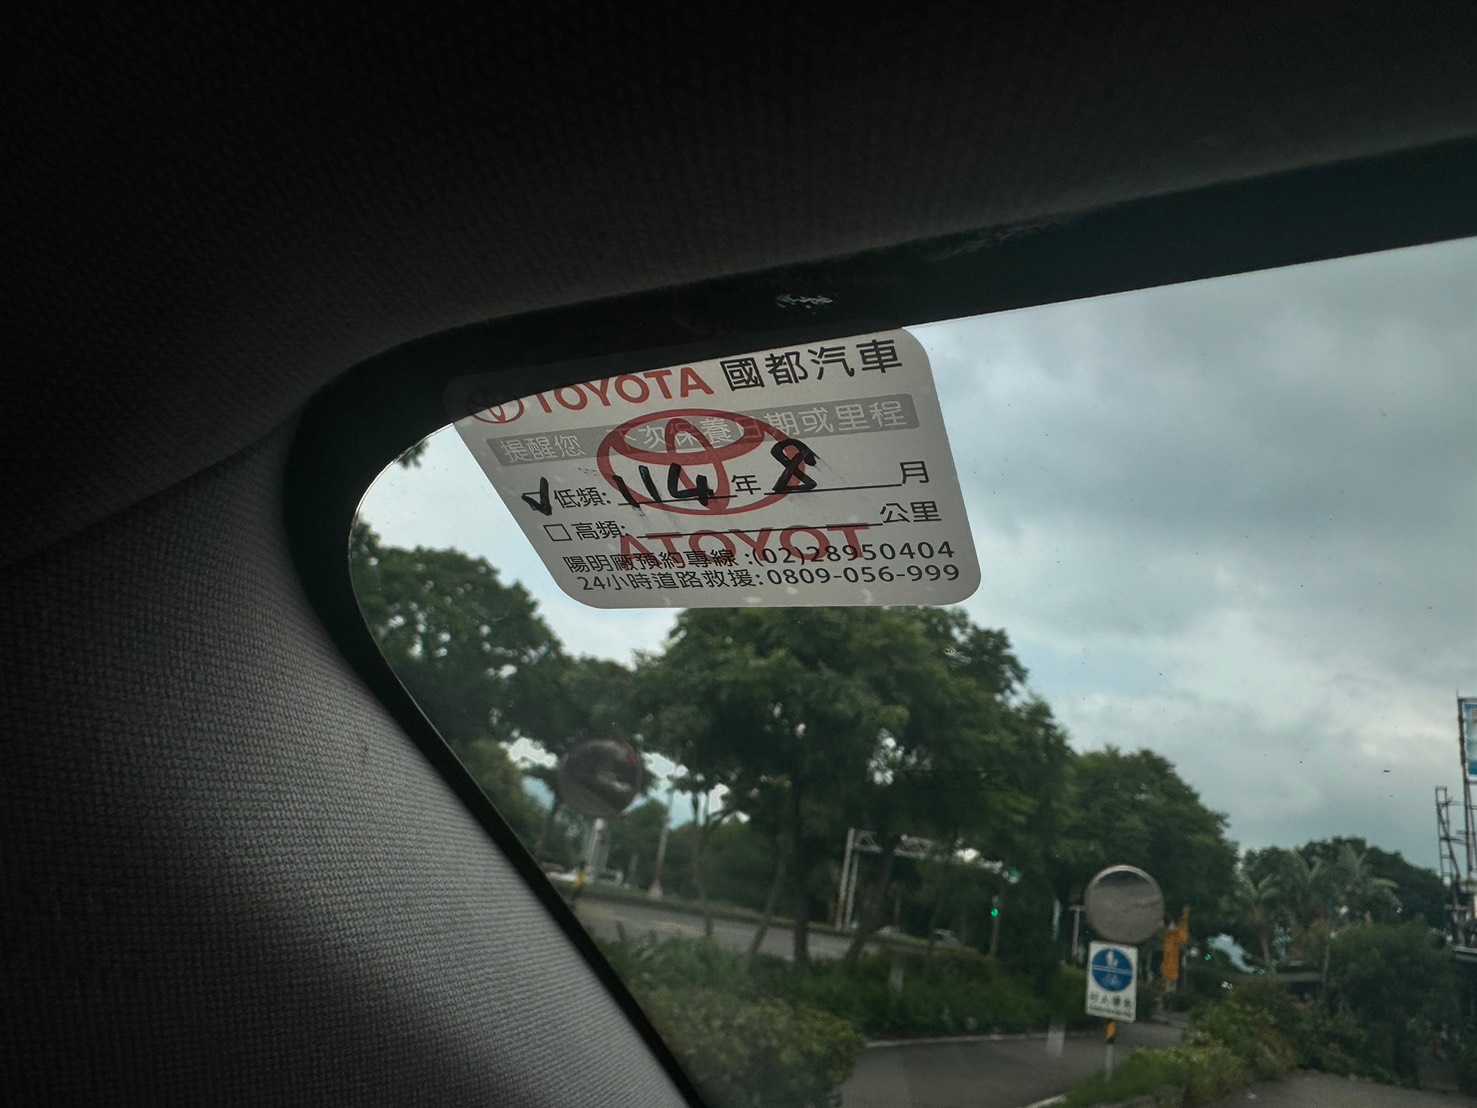 TOYOTA 國都汽車
提醒您 下次保養日期或里程
✓低頻: 114 年 8 月
□高頻: 公里
TOYOTA
陽明廠預約專線:(02)28950404
24小時道路救援:0809-056-999